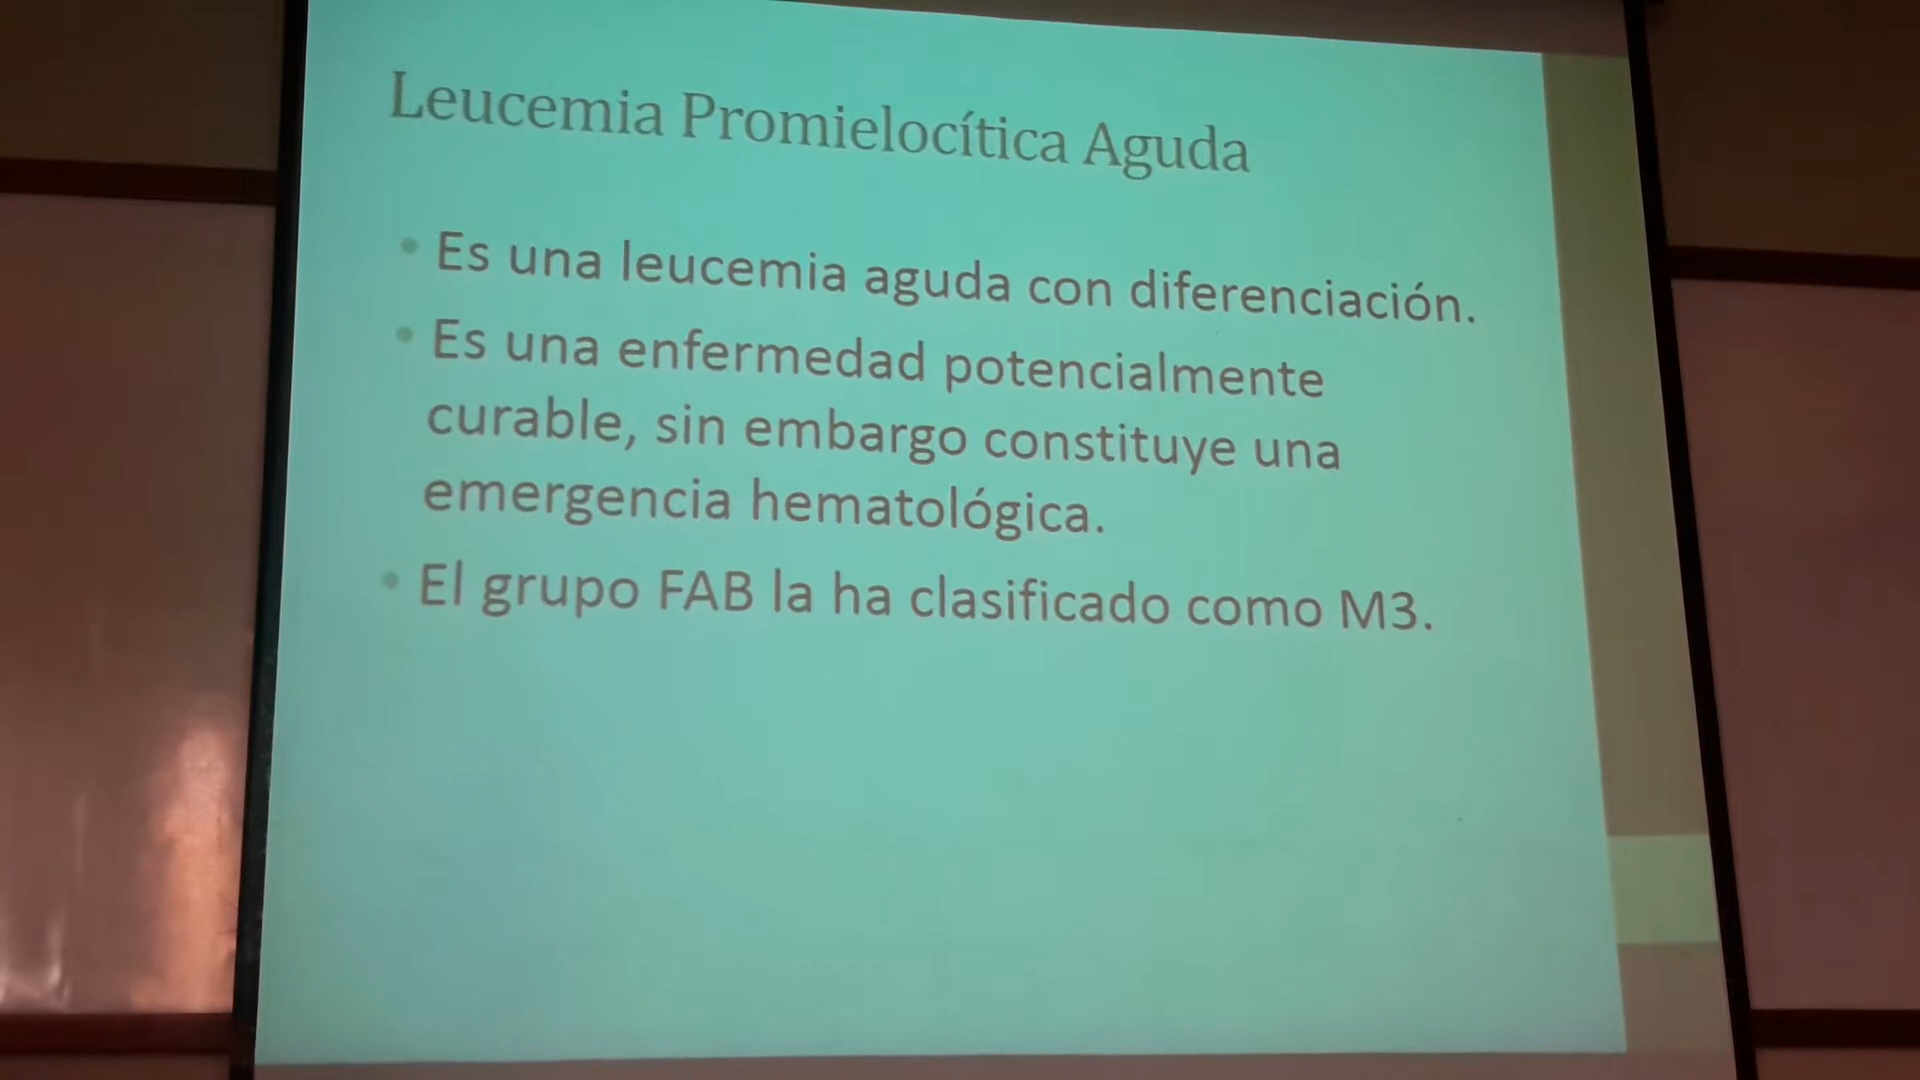 Leucemia Promielocítica Aguda
• Es una leucemia aguda con diferenciación.
• Es una enfermedad potencialmente
curable, sin embargo constituye una
emergencia hematológica.
• El grupo FAB la ha clasificado como M3.